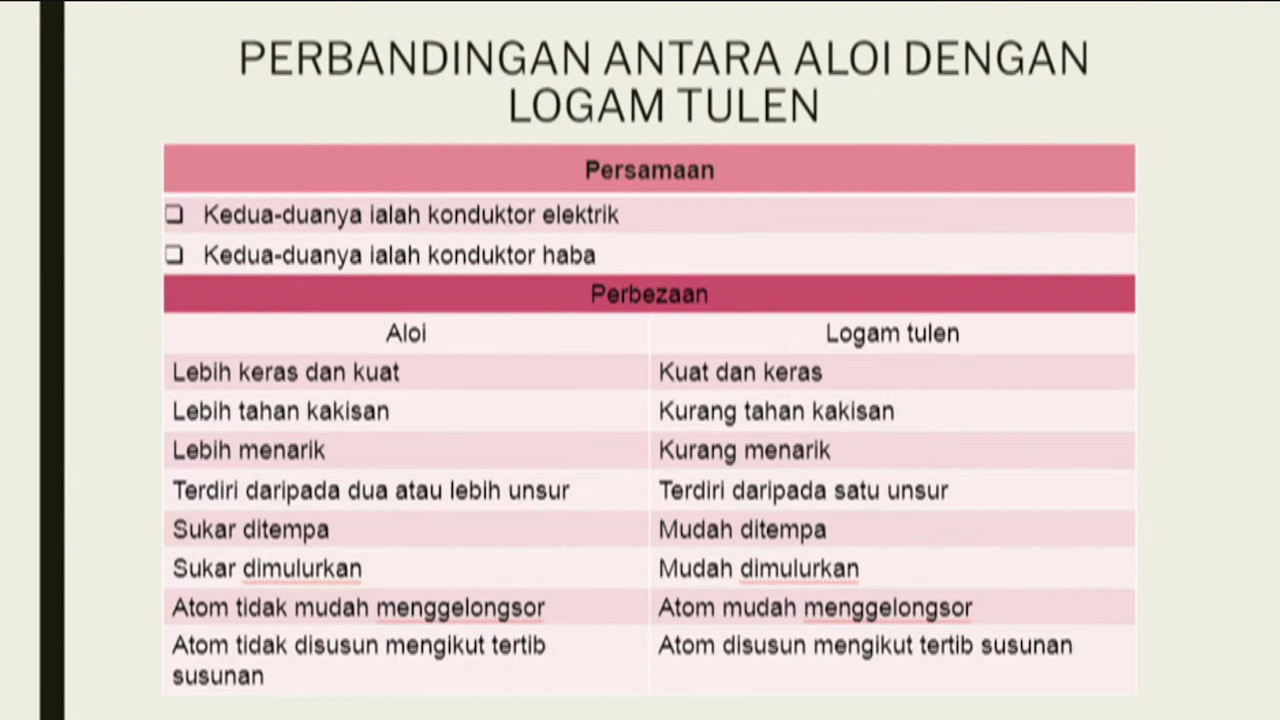 PERBANDINGAN ANTARA ALOI DENGAN
LOGAM TULEN
Persamaan
❑ Kedua-duanya ialah konduktor elektrik
❑ Kedua-duanya ialah konduktor haba
Perbezaan
Aloi
Logam tulen
Lebih keras dan kuat
Kuat dan keras
Lebih tahan kakisan
Kurang tahan kakisan
Lebih menarik
Kurang menarik
Terdiri daripada dua atau lebih unsur
Terdiri daripada satu unsur
Sukar ditempa
Mudah ditempa
Sukar dimulurkan
Mudah dimulurkan
Atom tidak mudah menggelongsor
Atom mudah menggelongsor
Atom tidak disusun mengikut tertib
susunan
Atom disusun mengikut tertib susunan